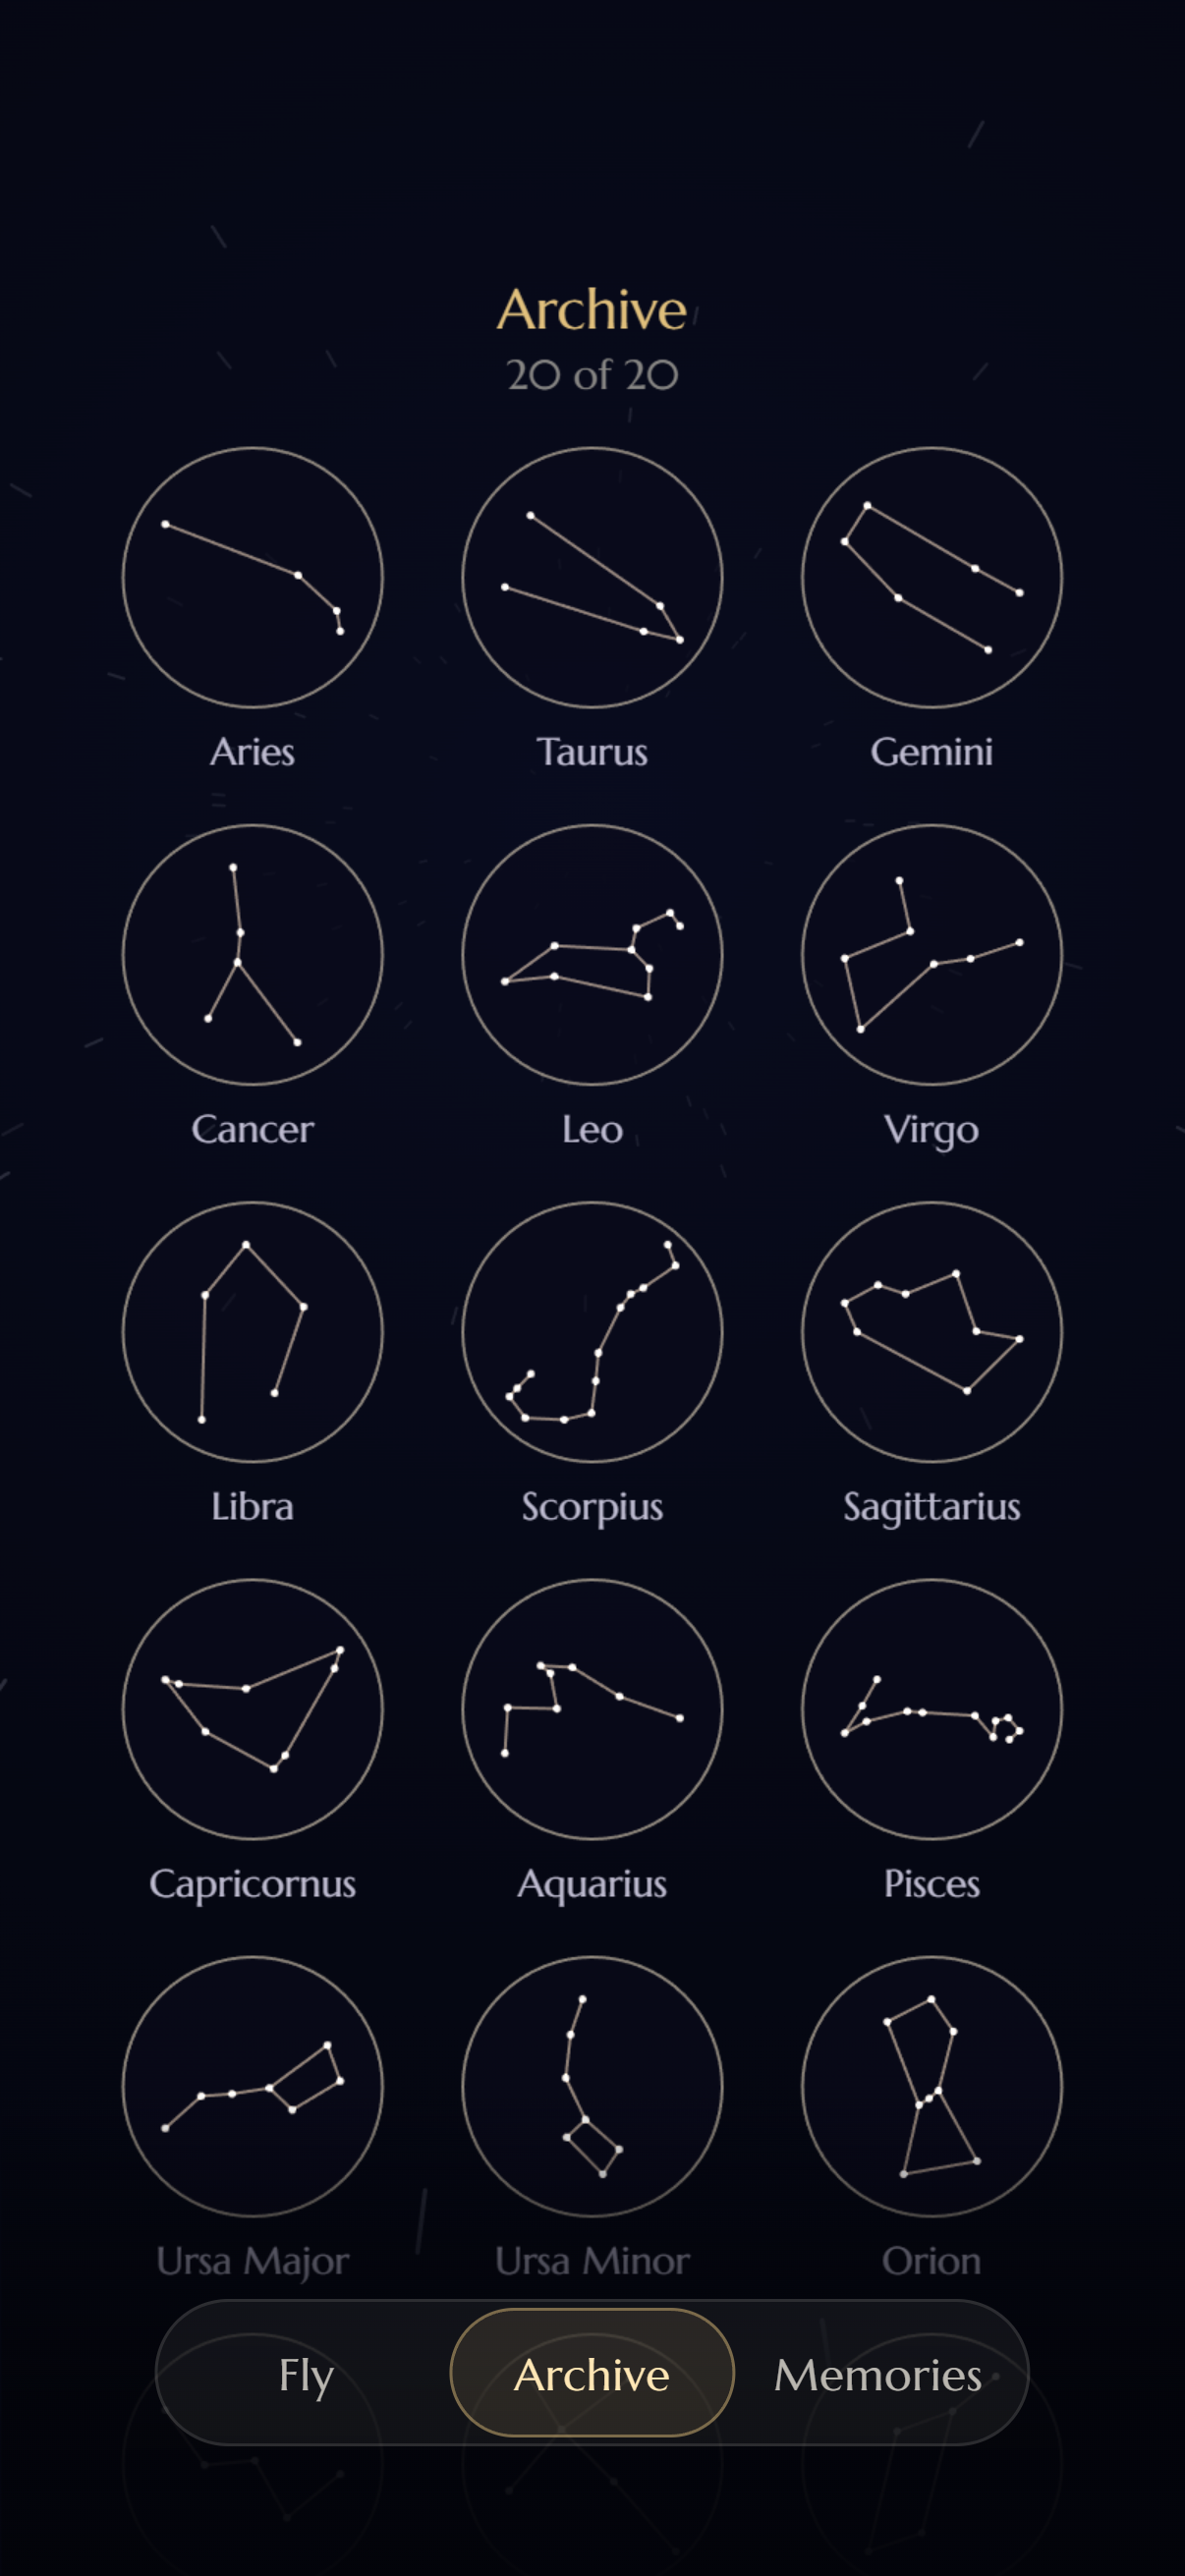 Archive
20 of 20
Aries Taurus Gemini
Cancer Leo Virgo
Libra Scorpius Sagittarius
Capricornus Aquarius Pisces
Ursa Major Ursa Minor Orion
Fly Archive Memories